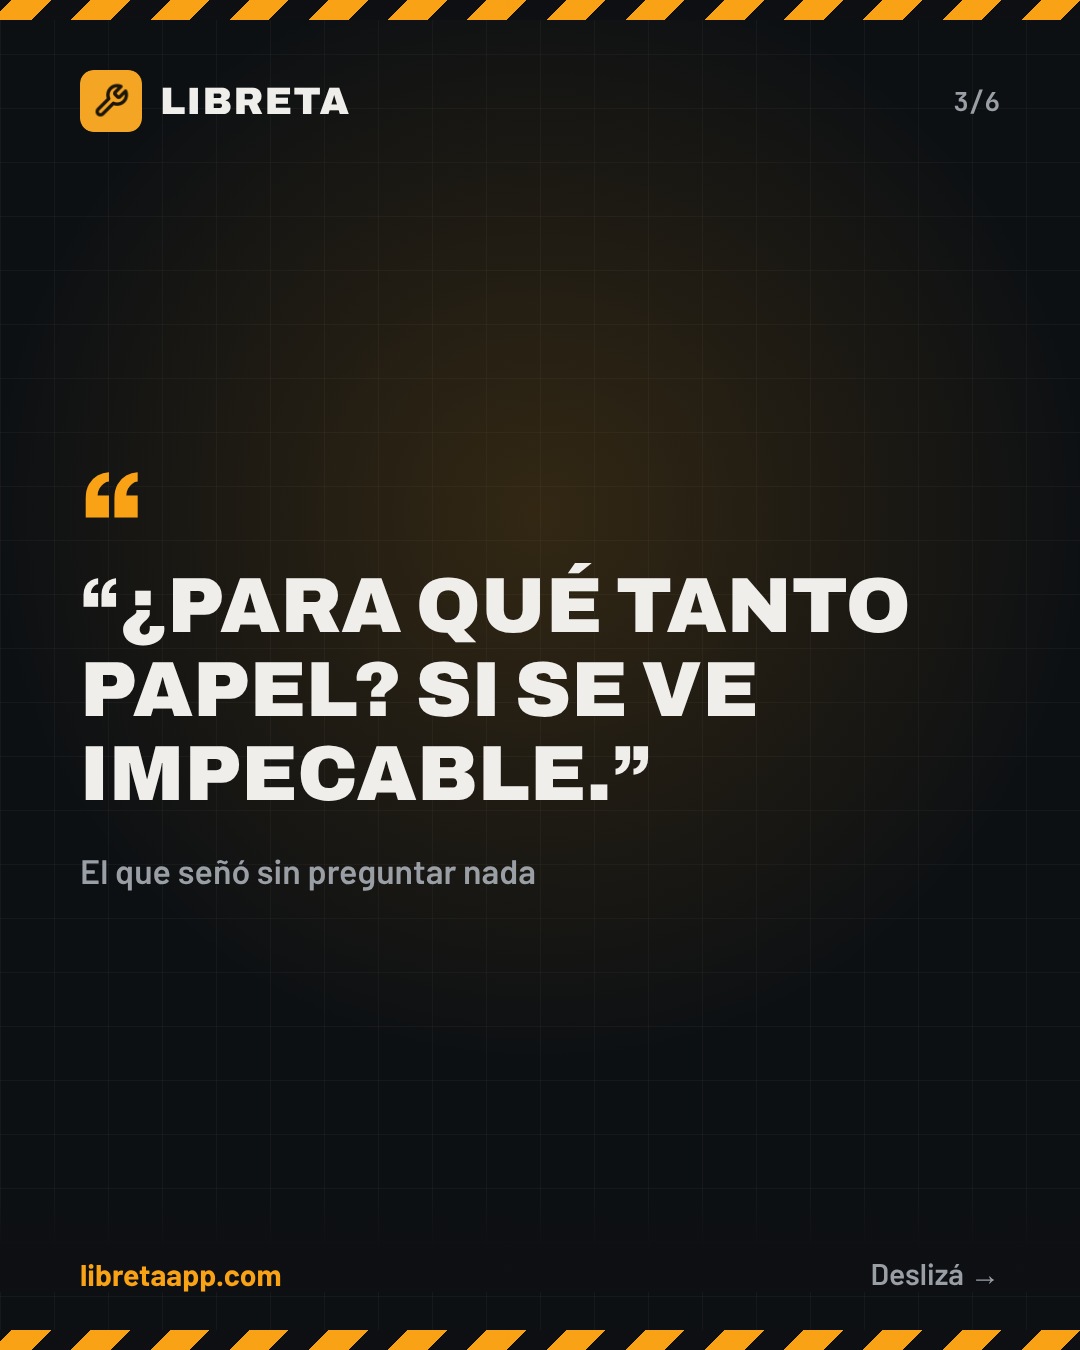 LIBRETA
3/6
“
“¿PARA QUÉ TANTO
PAPEL? SI SE VE
IMPECABLE.”
El que señó sin preguntar nada
libretaapp.com
Deslizá →